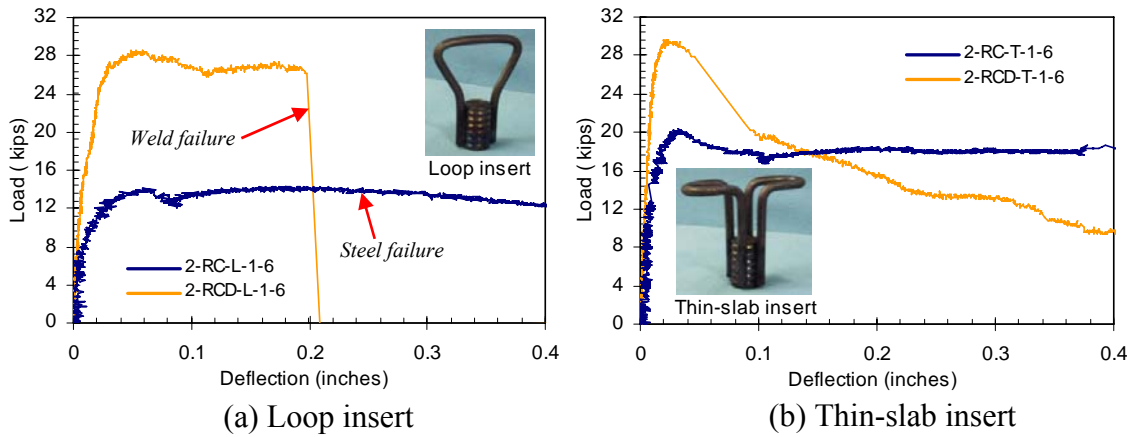 32
28
24
20
16
12
8
4
0
Load ( kips)
Weld failure
Loop insert
Steel failure
2-RC-L-1-6
2-RCD-L-1-6
0
0.1
0.2
0.3
0.4
Deflection (inches)
(a) Loop insert
32
28
24
20
16
12
8
4
0
Load (kips)
2-RC-T-1-6
2-RCD-T-1-6
Thin-slab insert
0
0.1
0.2
0.3
0.4
Deflection (inches)
(b) Thin-slab insert